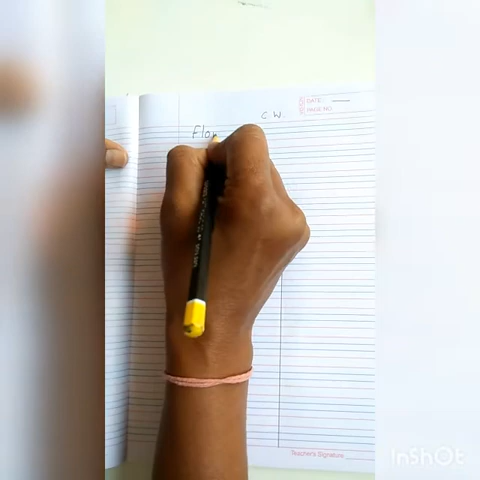 C W.
DATE:
PAGE NO.
Flo
Teacher's Signature
InShOt